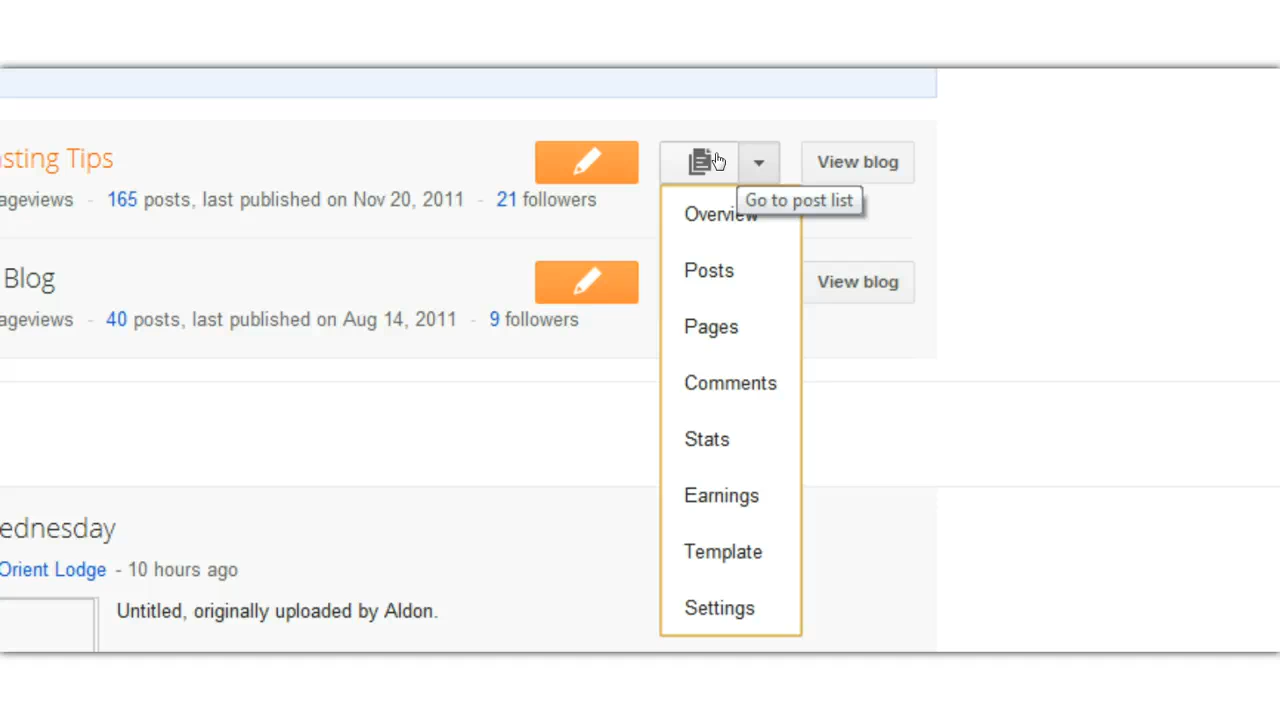 sting Tips
View blog
ageviews - 165 posts, last published on Nov 20, 2011 - 21 followers
Go to post list
Overview
Posts
Blog
View blog
ageviews - 40 posts, last published on Aug 14, 2011 - 9 followers
Pages
Comments
Stats
Earnings
Template
Settings
ednesday
Orient Lodge - 10 hours ago
Untitled, originally uploaded by Aldon.